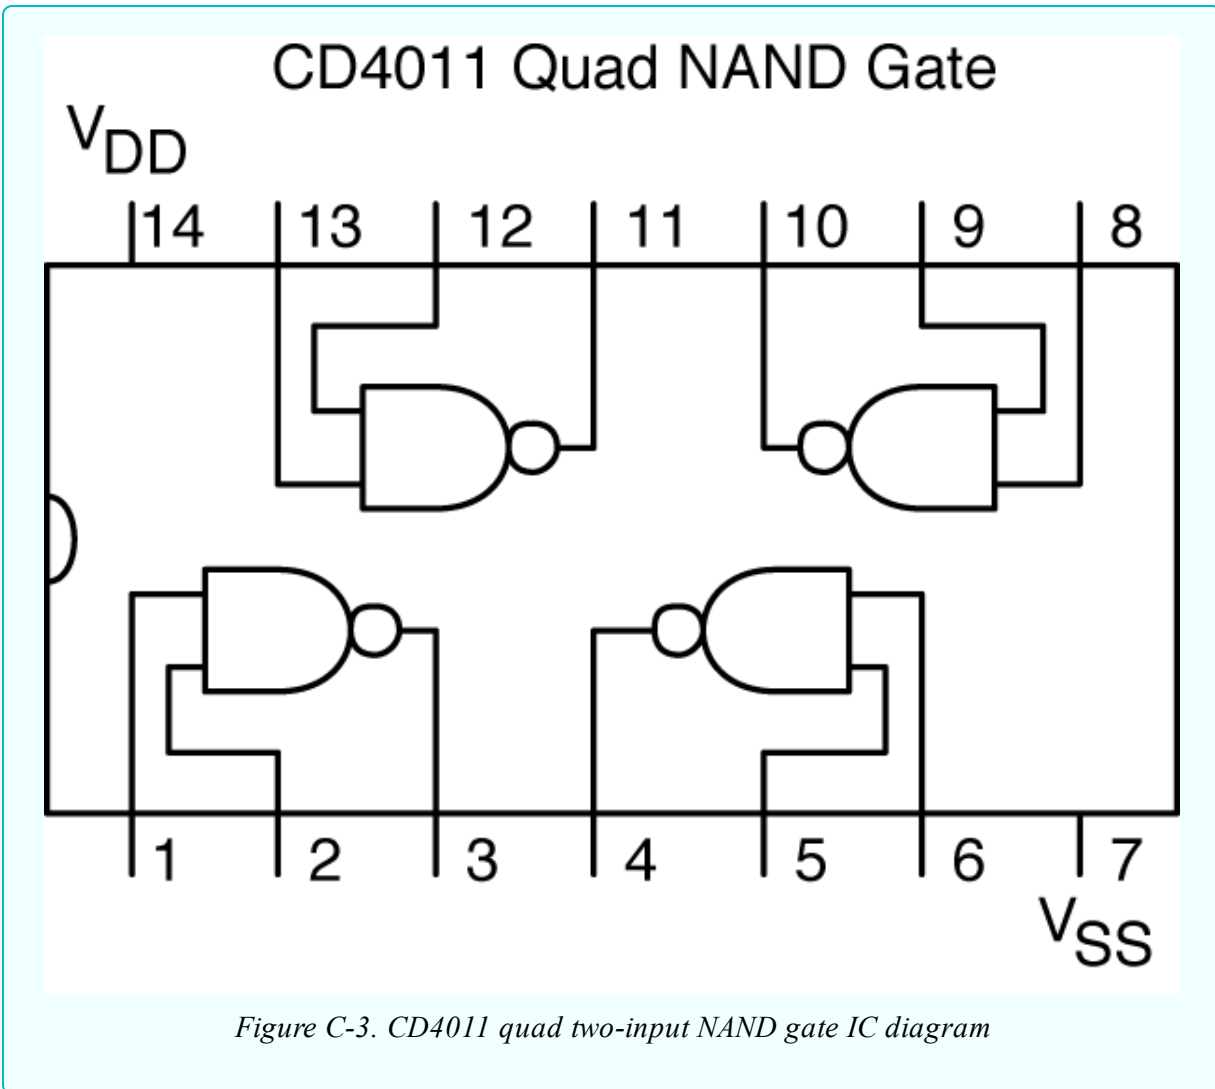 CD4011 Quad NAND Gate
VDD
14 13 12 11 10 9 8
1 2 3 4 5 6 7
VSS
Figure C-3. CD4011 quad two-input NAND gate IC diagram